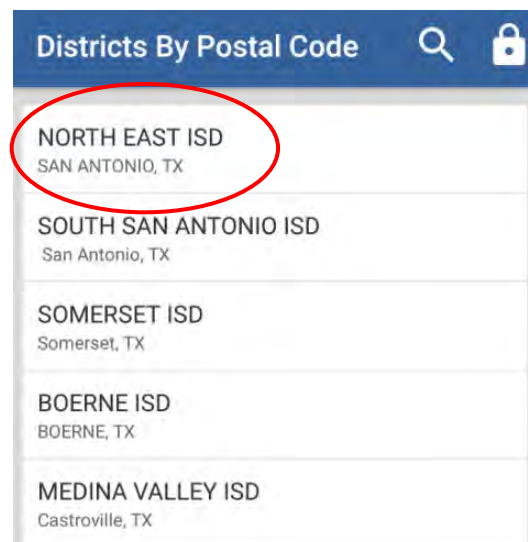 Districts By Postal Code
NORTH EAST ISD
SAN ANTONIO, TX
SOUTH SAN ANTONIO ISD
San Antonio, TX
SOMERSET ISD
Somerset, TX
BOERNE ISD
BOERNE, TX
MEDINA VALLEY ISD
Castroville, TX